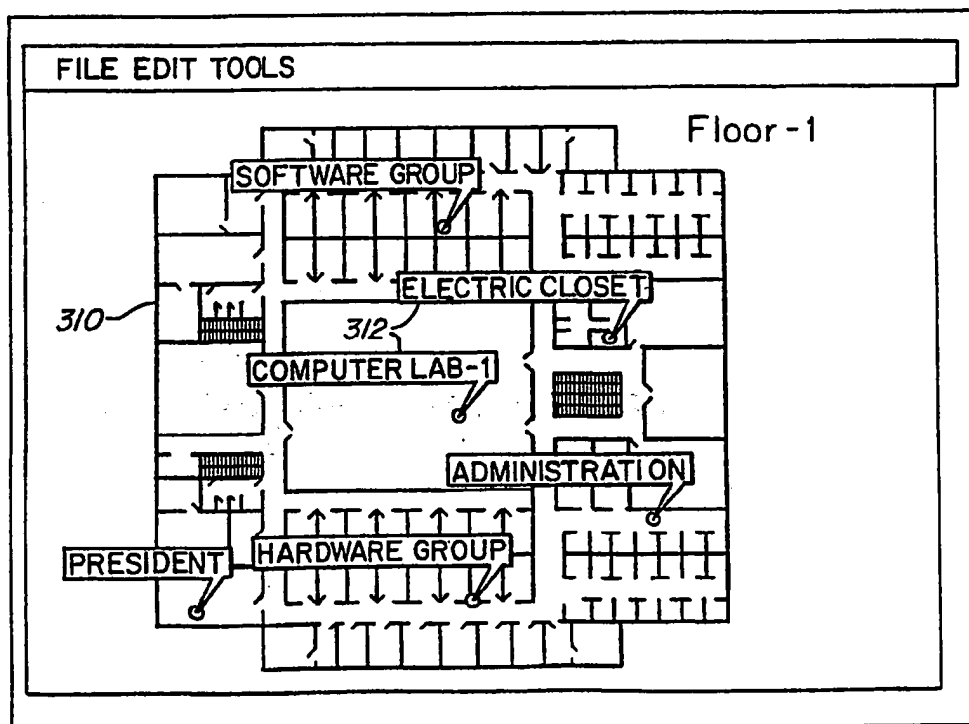 FILE EDIT TOOLS
Floor-1
SOFTWARE GROUP
ELECTRIC CLOSET
310
312
COMPUTER LAB-1
ADMINISTRATION
HARDWARE GROUP
PRESIDENT